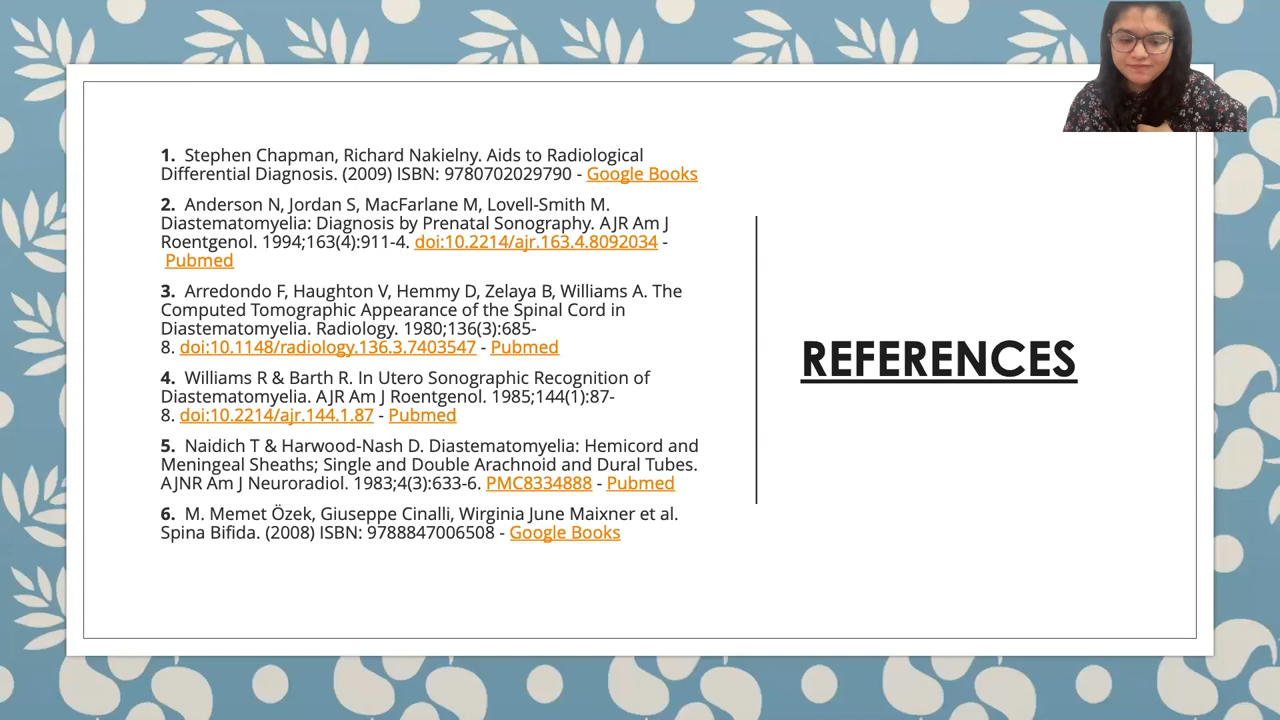 1. Stephen Chapman, Richard Nakielny. Aids to Radiological
Differential Diagnosis. (2009) ISBN: 9780702029790 - Google Books
2. Anderson N, Jordan S, MacFarlane M, Lovell-Smith M.
Diastematomyelia: Diagnosis by Prenatal Sonography. AJR Am J
Roentgenol. 1994;163(4):911-4. doi:10.2214/ajr.163.4.8092034 -
Pubmed
3. Arredondo F, Haughton V, Hemmy D, Zelaya B, Williams A. The
Computed Tomographic Appearance of the Spinal Cord in
Diastematomyelia. Radiology. 1980;136(3):685-
8. doi:10.1148/radiology.136.3.7403547 - Pubmed
4. Williams R & Barth R. In Utero Sonographic Recognition of
Diastematomyelia. AJR Am J Roentgenol. 1985;144(1):87-
8. doi:10.2214/ajr.144.1.87 - Pubmed
5. Naidich T & Harwood-Nash D. Diastematomyelia: Hemicord and
Meningeal Sheaths; Single and Double Arachnoid and Dural Tubes.
AJNR Am J Neuroradiol. 1983;4(3):633-6. PMC8334888 - Pubmed
6. M. Memet Özek, Giuseppe Cinalli, Wirginia June Maixner et al.
Spina Bifida. (2008) ISBN: 9788847006508 - Google Books
REFERENCES